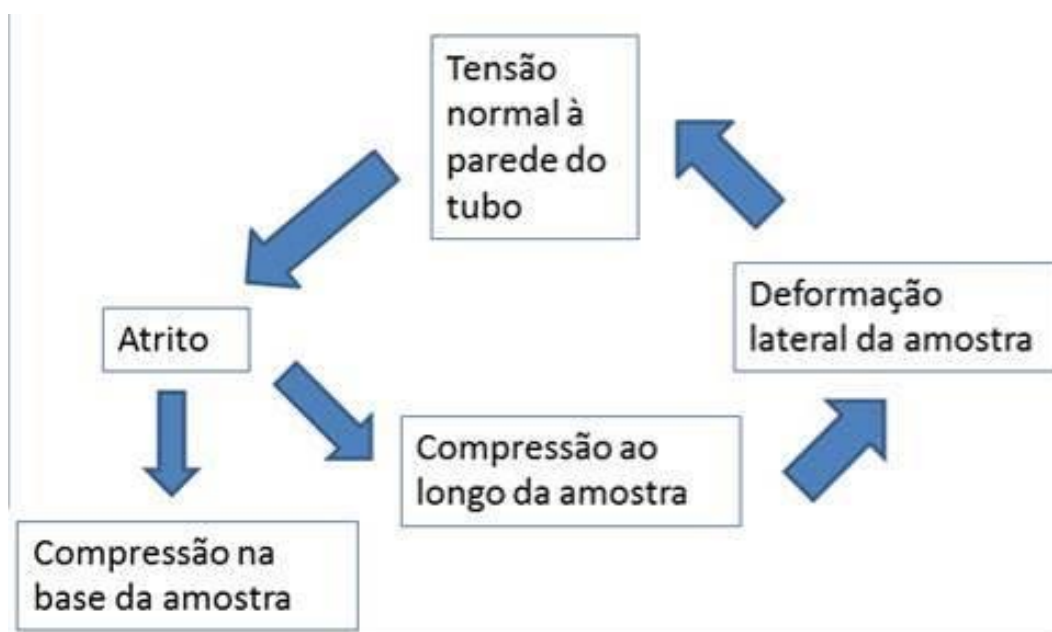 Tensão
normal à
parede do
tubo
Atrito
Deformação
lateral da amostra
Compressão ao
longo da amostra
Compressão na
base da amostra